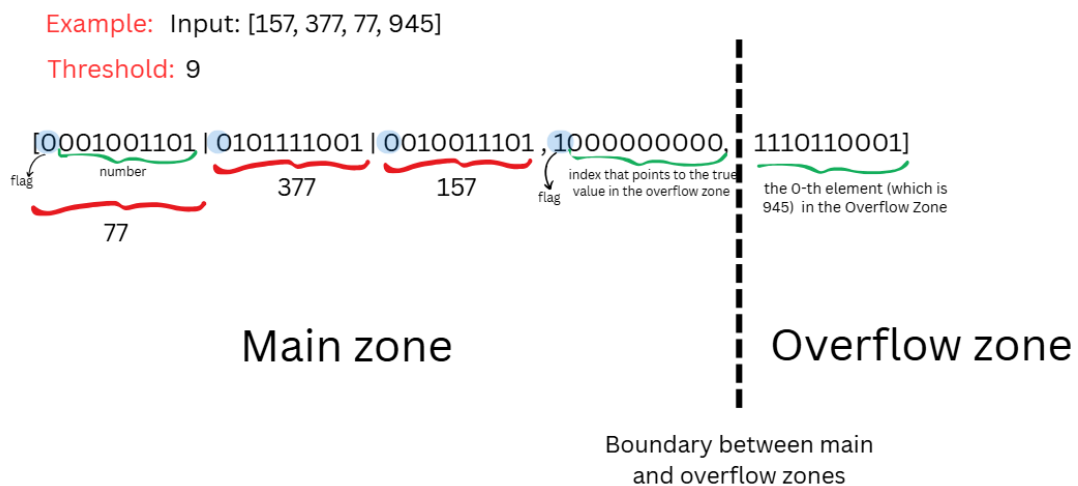 Example: Input: [157, 377, 77, 945]
Threshold: 9
[0001001101 | 0101111001 | 0010011101 , 1000000000, 1110110001]
flag
number
377
157
flag
index that points to the true
value in the overflow zone
the 0-th element (which is
945) in the Overflow Zone
77
Main zone
Overflow zone
Boundary between main
and overflow zones